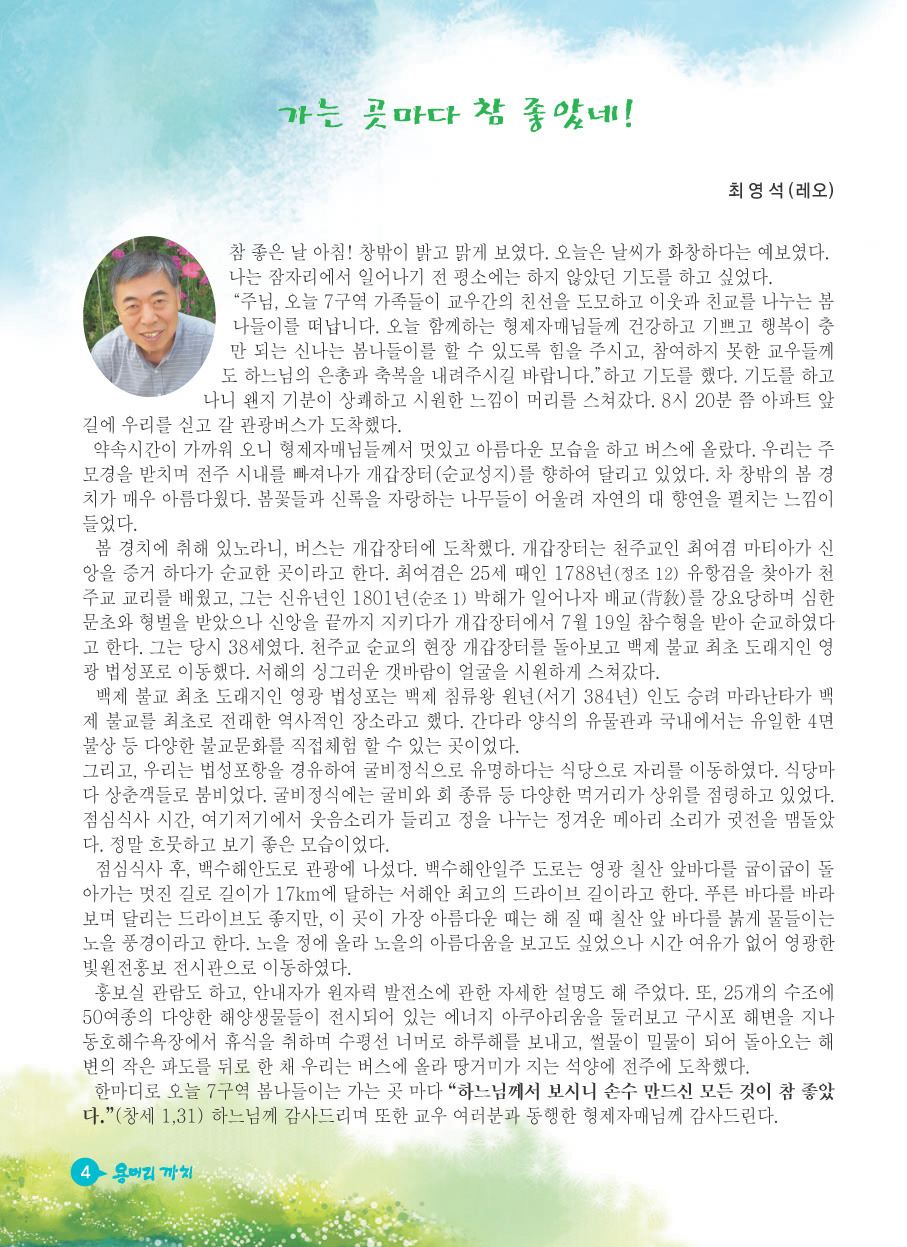 가는 곳마다 참 좋았네!
최 영 석 (레오)
참 좋은 날 아침! 창밖이 밝고 맑게 보였다. 오늘은 날씨가 화창하다는 예보였다.
나는 잠자리에서 일어나기 전 평소에는 하지 않았던 기도를 하고 싶었다.
“주님, 오늘 7구역 가족들이 교우간의 친선을 도모하고 이웃과 친교를 나누는 봄
나들이를 떠납니다. 오늘 함께하는 형제자매님들께 건강하고 기쁘고 행복이 충
만 되는 신나는 봄나들이를 할 수 있도록 힘을 주시고, 참여하지 못한 교우들께
도 하느님의 은총과 축복을 내려주시길 바랍니다.”하고 기도를 했다. 기도를 하고
나니 왠지 기분이 상쾌하고 시원한 느낌이 머리를 스쳐갔다. 8시 20분 쯤 아파트 앞
길에 우리를 싣고 갈 관광버스가 도착했다.
약속시간이 가까워 오니 형제자매님들께서 멋있고 아름다운 모습을 하고 버스에 올랐다. 우리는 주
모경을 받치며 전주 시내를 빠져나가 개갑장터(순교성지)를 향하여 달리고 있었다. 차 창밖의 봄 경
치가 매우 아름다웠다. 봄꽃들과 신록을 자랑하는 나무들이 어울려 자연의 대 향연을 펼치는 느낌이
들었다.
봄 경치에 취해 있노라니, 버스는 개갑장터에 도착했다. 개갑장터는 천주교인 최여겸 마티아가 신
앙을 증거 하다가 순교한 곳이라고 한다. 최여겸은 25세 때인 1788년(정조 12) 유항검을 찾아가 천
주교 교리를 배웠고, 그는 신유년인 1801년(순조 1) 박해가 일어나자 배교(背敎)를 강요당하며 심한
문초와 형벌을 받았으나 신앙을 끝까지 지키다가 개갑장터에서 7월 19일 참수형을 받아 순교하였다
고 한다. 그는 당시 38세였다. 천주교 순교의 현장 개갑장터를 돌아보고 백제 불교 최초 도래지인 영
광 법성포로 이동했다. 서해의 싱그러운 갯바람이 얼굴을 시원하게 스쳐갔다.
백제 불교 최초 도래지인 영광 법성포는 백제 침류왕 원년(서기 384년) 인도 승려 마라난타가 백
제 불교를 최초로 전래한 역사적인 장소라고 했다. 간다라 양식의 유물관과 국내에서는 유일한 4면
불상 등 다양한 불교문화를 직접체험 할 수 있는 곳이었다.
그리고, 우리는 법성포항을 경유하여 굴비정식으로 유명하다는 식당으로 자리를 이동하였다. 식당마
다 상춘객들로 붐비었다. 굴비정식에는 굴비와 회 종류 등 다양한 먹거리가 상위를 점령하고 있었다.
점심식사 시간, 여기저기에서 웃음소리가 들리고 정을 나누는 정겨운 메아리 소리가 귓전을 맴돌았
다. 정말 흐뭇하고 보기 좋은 모습이었다.
점심식사 후, 백수해안도로 관광에 나섰다. 백수해안일주 도로는 영광 칠산 앞바다를 굽이굽이 돌
아가는 멋진 길로 길이가 17km에 달하는 서해안 최고의 드라이브 길이라고 한다. 푸른 바다를 바라
보며 달리는 드라이브도 좋지만, 이 곳이 가장 아름다운 때는 해 질 때 칠산 앞 바다를 붉게 물들이는
노을 풍경이라고 한다. 노을 정에 올라 노을의 아름다움을 보고도 싶었으나 시간 여유가 없어 영광한
빛원전홍보 전시관으로 이동하였다.
홍보실 관람도 하고, 안내자가 원자력 발전소에 관한 자세한 설명도 해 주었다. 또, 25개의 수조에
50여종의 다양한 해양생물들이 전시되어 있는 에너지 아쿠아리움을 둘러보고 구시포 해변을 지나
동호해수욕장에서 휴식을 취하며 수평선 너머로 하루해를 보내고, 썰물이 밀물이 되어 돌아오는 해
변의 작은 파도를 뒤로 한 채 우리는 버스에 올라 땅거미가 지는 석양에 전주에 도착했다.
한마디로 오늘 7구역 봄나들이는 가는 곳 마다 “하느님께서 보시니 손수 만드신 모든 것이 참 좋았
다.”(창세 1,31) 하느님께 감사드리며 또한 교우 여러분과 동행한 형제자매님께 감사드린다.
4 용머리 까치